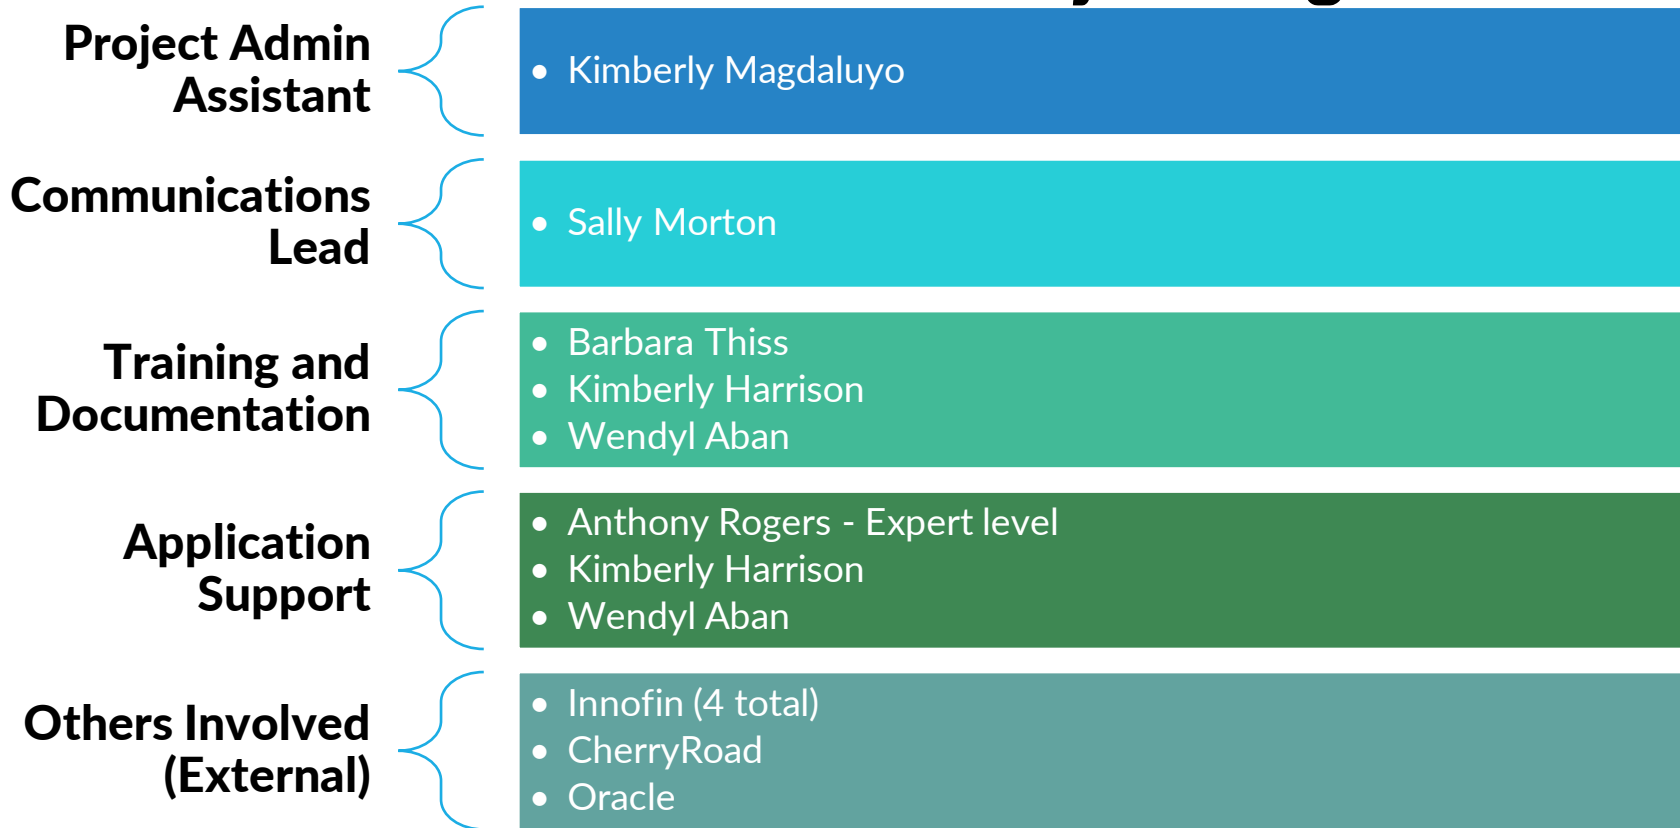 Project Admin
Assistant
• Kimberly Magdaluyo
Communications
Lead
• Sally Morton
Training and
Documentation
• Barbara Thiss
• Kimberly Harrison
• Wendyl Aban
Application
Support
• Anthony Rogers - Expert level
• Kimberly Harrison
• Wendyl Aban
Others Involved
(External)
• Innofin (4 total)
• CherryRoad
• Oracle